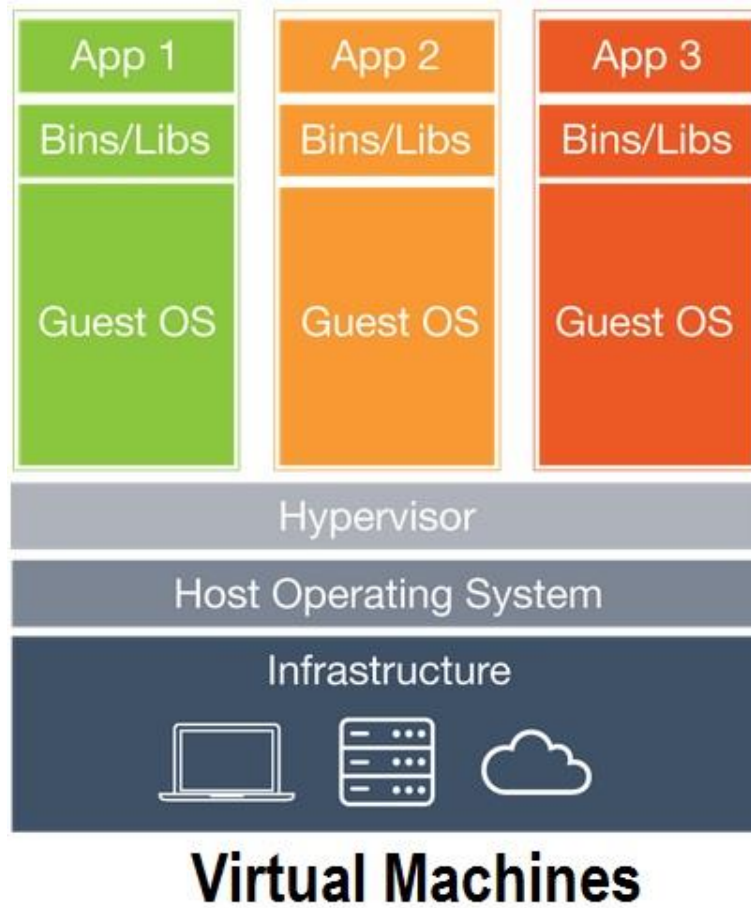 App 1
App 2
App 3
Bins/Libs
Bins/Libs
Bins/Libs
Guest OS
Guest OS
Guest OS
Hypervisor
Host Operating System
Infrastructure
Virtual Machines